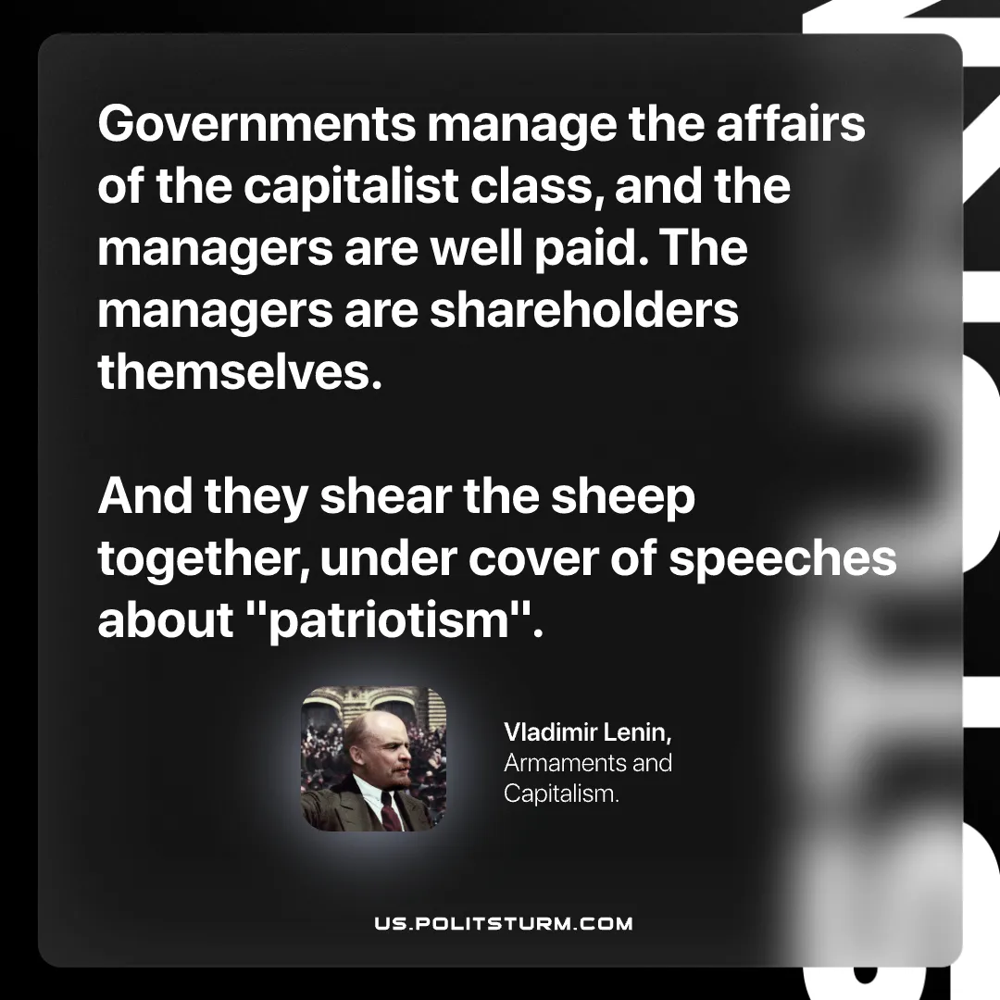 Governments manage the affairs
of the capitalist class, and the
managers are well paid. The
managers are shareholders
themselves.
And they shear the sheep
together, under cover of speeches
about "patriotism".
Vladimir Lenin,
Armaments and
Capitalism.
US.POLITSTURM.COM